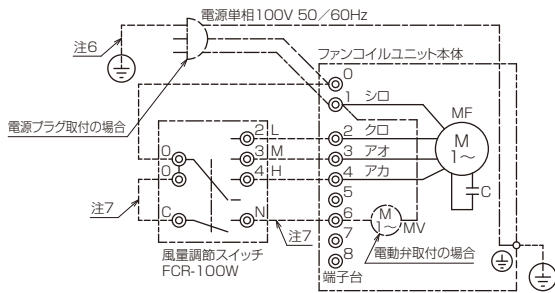 電源単相100V 50／60Hz
注6
ファンコイルユニット本体
0
1
シロ
MF
電源プラグ取付の場合
2
L
2
クロ
M
1～
0
3
M
3
アオ
0
4
H
4
アカ
C
5
注7
C
N
6
M
1～
MV
注7
7
電動弁取付の場合
風量調節スイッチ
FCR-100W
8
端子台